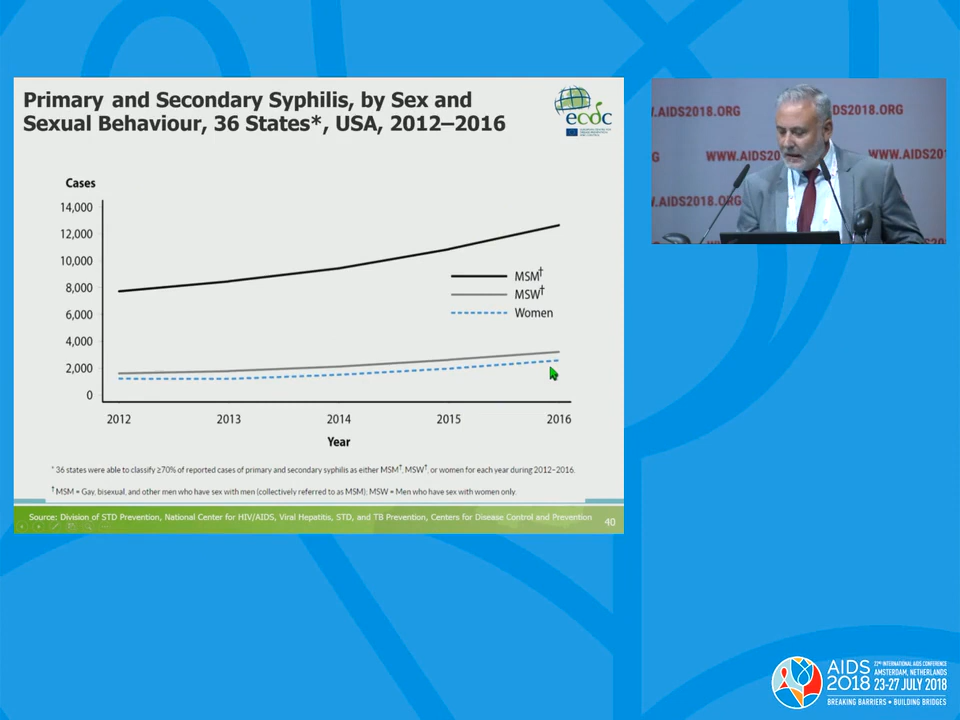 Primary and Secondary Syphilis, by Sex and
Sexual Behaviour, 36 States*, USA, 2012–2016
ecdc
Cases
14,000
12,000
10,000
8,000
6,000
4,000
2,000
0
MSM†
MSW†
Women
2012 2013 2014 2015 2016
Year
* 36 states were able to classify ≥70% of reported cases of primary and secondary syphilis as either MSM†, MSW†, or women for each year during 2012–2016.
† MSM = Gay, bisexual, and other men who have sex with men (collectively referred to as MSM); MSW = Men who have sex with women only.
Source: Division of STD Prevention, National Center for HIV/AIDS, Viral Hepatitis, STD, and TB Prevention, Centers for Disease Control and Prevention
40
.AIDS2018.ORG
DS2018.ORG
G
WWW.AIDS20
WWW.AIDS201
.AIDS2018.ORG
AIDS
2018
22ND INTERNATIONAL AIDS CONFERENCE
AMSTERDAM, NETHERLANDS
23-27 JULY 2018
BREAKING BARRIERS • BUILDING BRIDGES